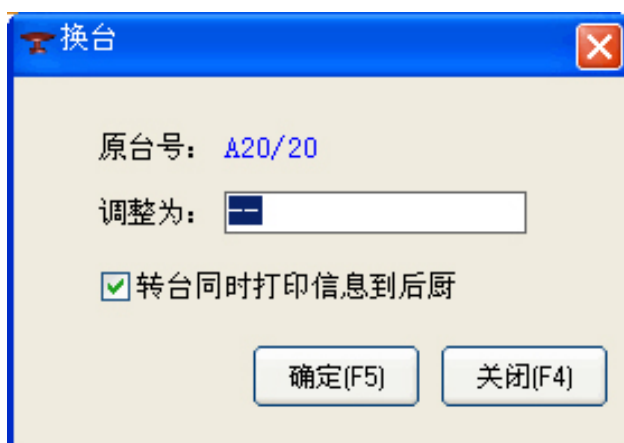 换台
原台号： A20/20
调整为： --
转台同时打印信息到后厨
确定(F5) 关闭(F4)